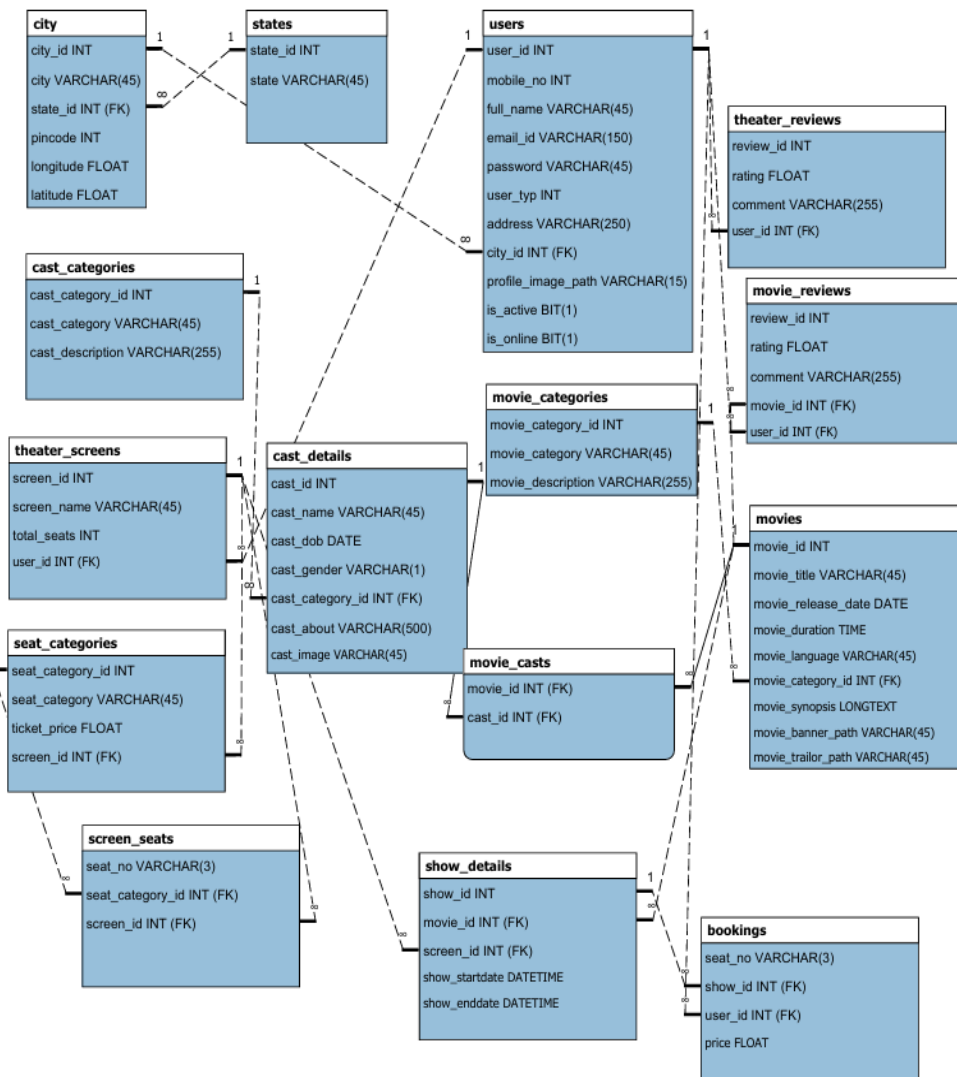 city
city_id INT
city VARCHAR(45)
state_id INT (FK)
pincode INT
longitude FLOAT
latitude FLOAT
1
∞
states
state_id INT
state VARCHAR(45)
1
users
user_id INT
mobile_no INT
full_name VARCHAR(45)
email_id VARCHAR(150)
password VARCHAR(45)
user_typ INT
address VARCHAR(250)
city_id INT (FK)
profile_image_path VARCHAR(15)
is_active BIT(1)
is_online BIT(1)
1
1
∞
theater_reviews
review_id INT
rating FLOAT
comment VARCHAR(255)
user_id INT (FK)
∞
cast_categories
cast_category_id INT
cast_category VARCHAR(45)
cast_description VARCHAR(255)
1
movie_reviews
review_id INT
rating FLOAT
comment VARCHAR(255)
movie_id INT (FK)
user_id INT (FK)
∞
∞
movie_categories
movie_category_id INT
movie_category VARCHAR(45)
movie_description VARCHAR(255)
1
theater_screens
screen_id INT
screen_name VARCHAR(45)
total_seats INT
user_id INT (FK)
1
∞
cast_details
cast_id INT
cast_name VARCHAR(45)
cast_dob DATE
cast_gender VARCHAR(1)
cast_category_id INT (FK)
cast_about VARCHAR(500)
cast_image VARCHAR(45)
1
∞
movies
movie_id INT
movie_title VARCHAR(45)
movie_release_date DATE
movie_duration TIME
movie_language VARCHAR(45)
movie_category_id INT (FK)
movie_synopsis LONGTEXT
movie_banner_path VARCHAR(45)
movie_trailor_path VARCHAR(45)
1
∞
seat_categories
seat_category_id INT
seat_category VARCHAR(45)
ticket_price FLOAT
screen_id INT (FK)
∞
movie_casts
movie_id INT (FK)
cast_id INT (FK)
∞
∞
screen_seats
seat_no VARCHAR(3)
seat_category_id INT (FK)
screen_id INT (FK)
∞
∞
show_details
show_id INT
movie_id INT (FK)
screen_id INT (FK)
show_startdate DATETIME
show_enddate DATETIME
1
∞
∞
bookings
seat_no VARCHAR(3)
show_id INT (FK)
user_id INT (FK)
price FLOAT
∞
∞